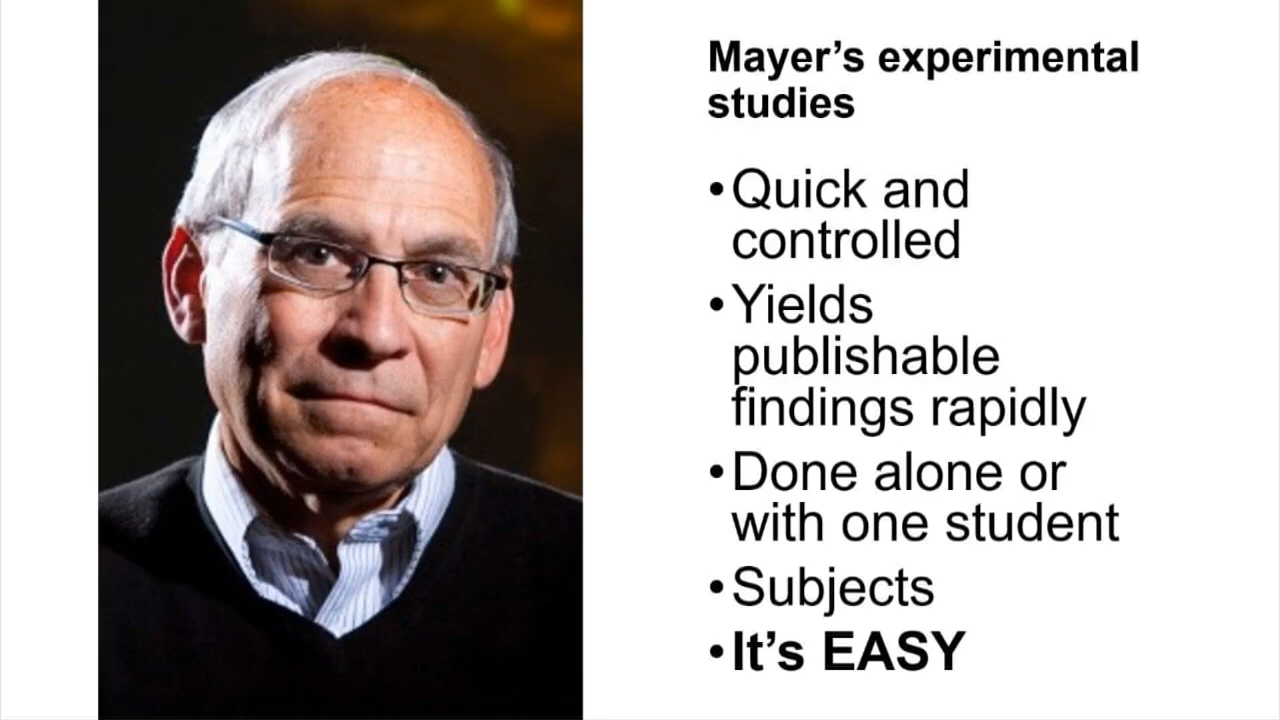 Mayer’s experimental
studies
•Quick and
controlled
•Yields
publishable
findings rapidly
•Done alone or
with one student
•Subjects
•It’s EASY